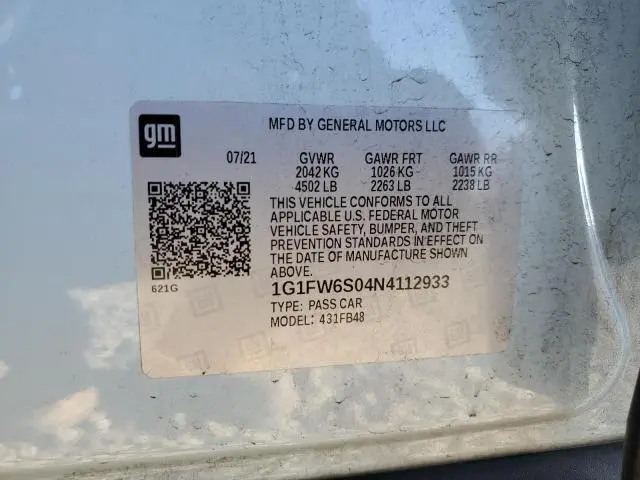 gm
MFD BY GENERAL MOTORS LLC
07/21 GVWR GAWR FRT GAWR RR
2042 KG 1026 KG 1015 KG
4502 LB 2263 LB 2238 LB
THIS VEHICLE CONFORMS TO ALL
APPLICABLE U.S. FEDERAL MOTOR
VEHICLE SAFETY, BUMPER, AND THEFT
PREVENTION STANDARDS IN EFFECT ON
THE DATE OF MANUFACTURE SHOWN
ABOVE.
621G
1G1FW6S04N4112933
TYPE: PASS CAR
MODEL: 431FB48